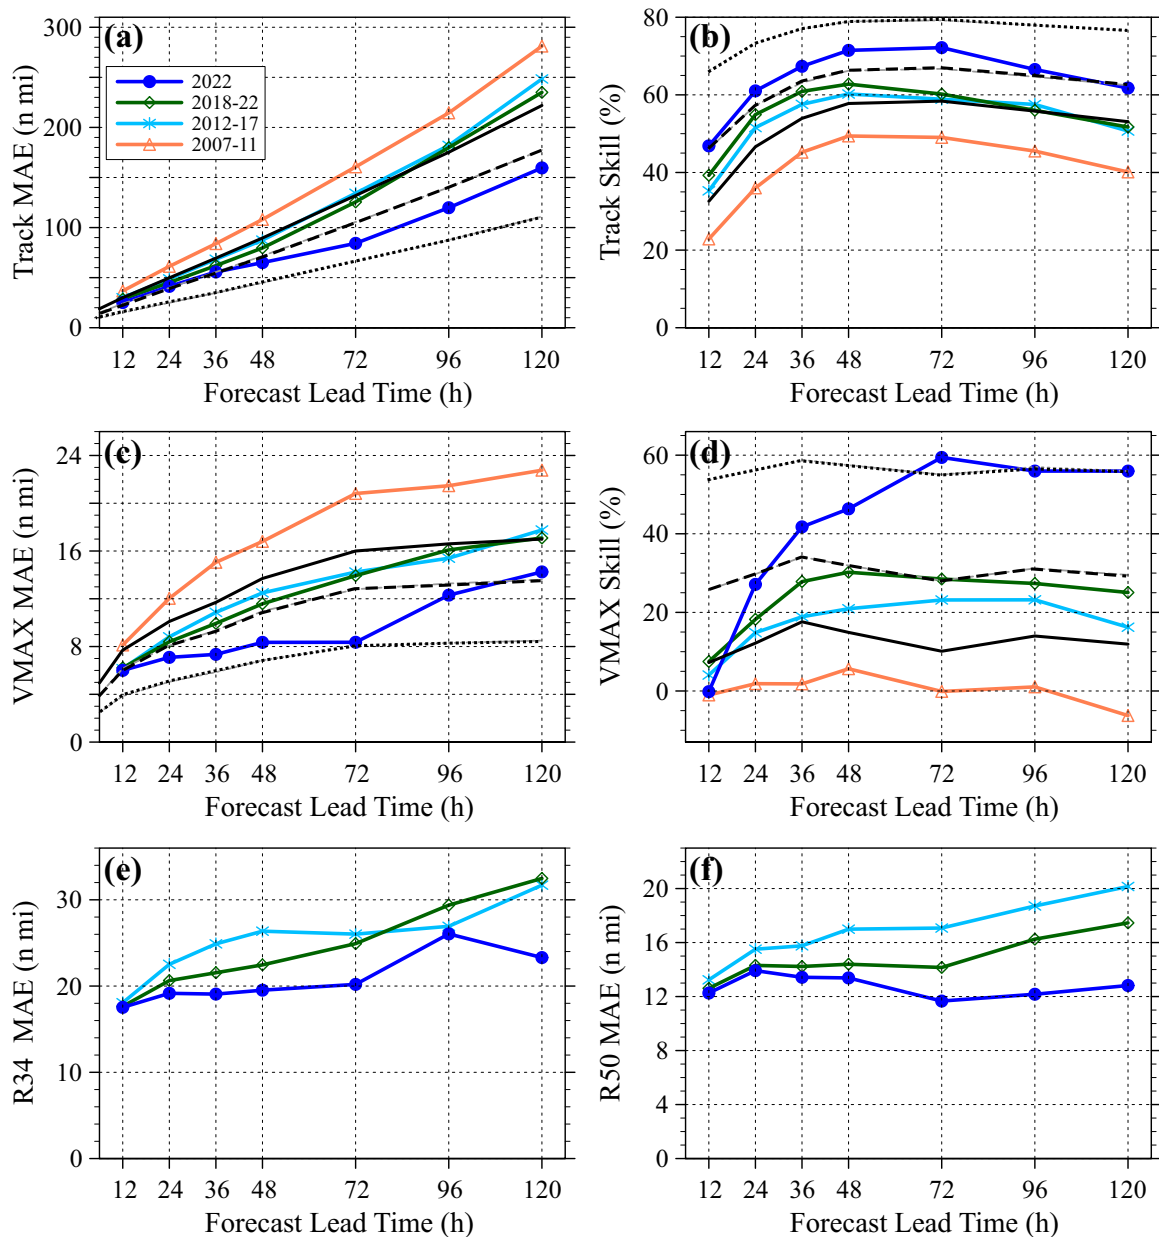 (a)
Track MAE (n mi)
300
200
100
0
2022
2018-22
2012-17
2007-11
12 24 36 48 72 96 120
Forecast Lead Time (h)
(b)
Track Skill (%)
80
60
40
20
0
12 24 36 48 72 96 120
Forecast Lead Time (h)
(c)
VMAX MAE (n mi)
24
16
8
0
12 24 36 48 72 96 120
Forecast Lead Time (h)
(d)
VMAX Skill (%)
60
40
20
0
12 24 36 48 72 96 120
Forecast Lead Time (h)
(e)
R34 MAE (n mi)
30
20
10
0
12 24 36 48 72 96 120
Forecast Lead Time (h)
(f)
R50 MAE (n mi)
20
16
12
8
4
0
12 24 36 48 72 96 120
Forecast Lead Time (h)